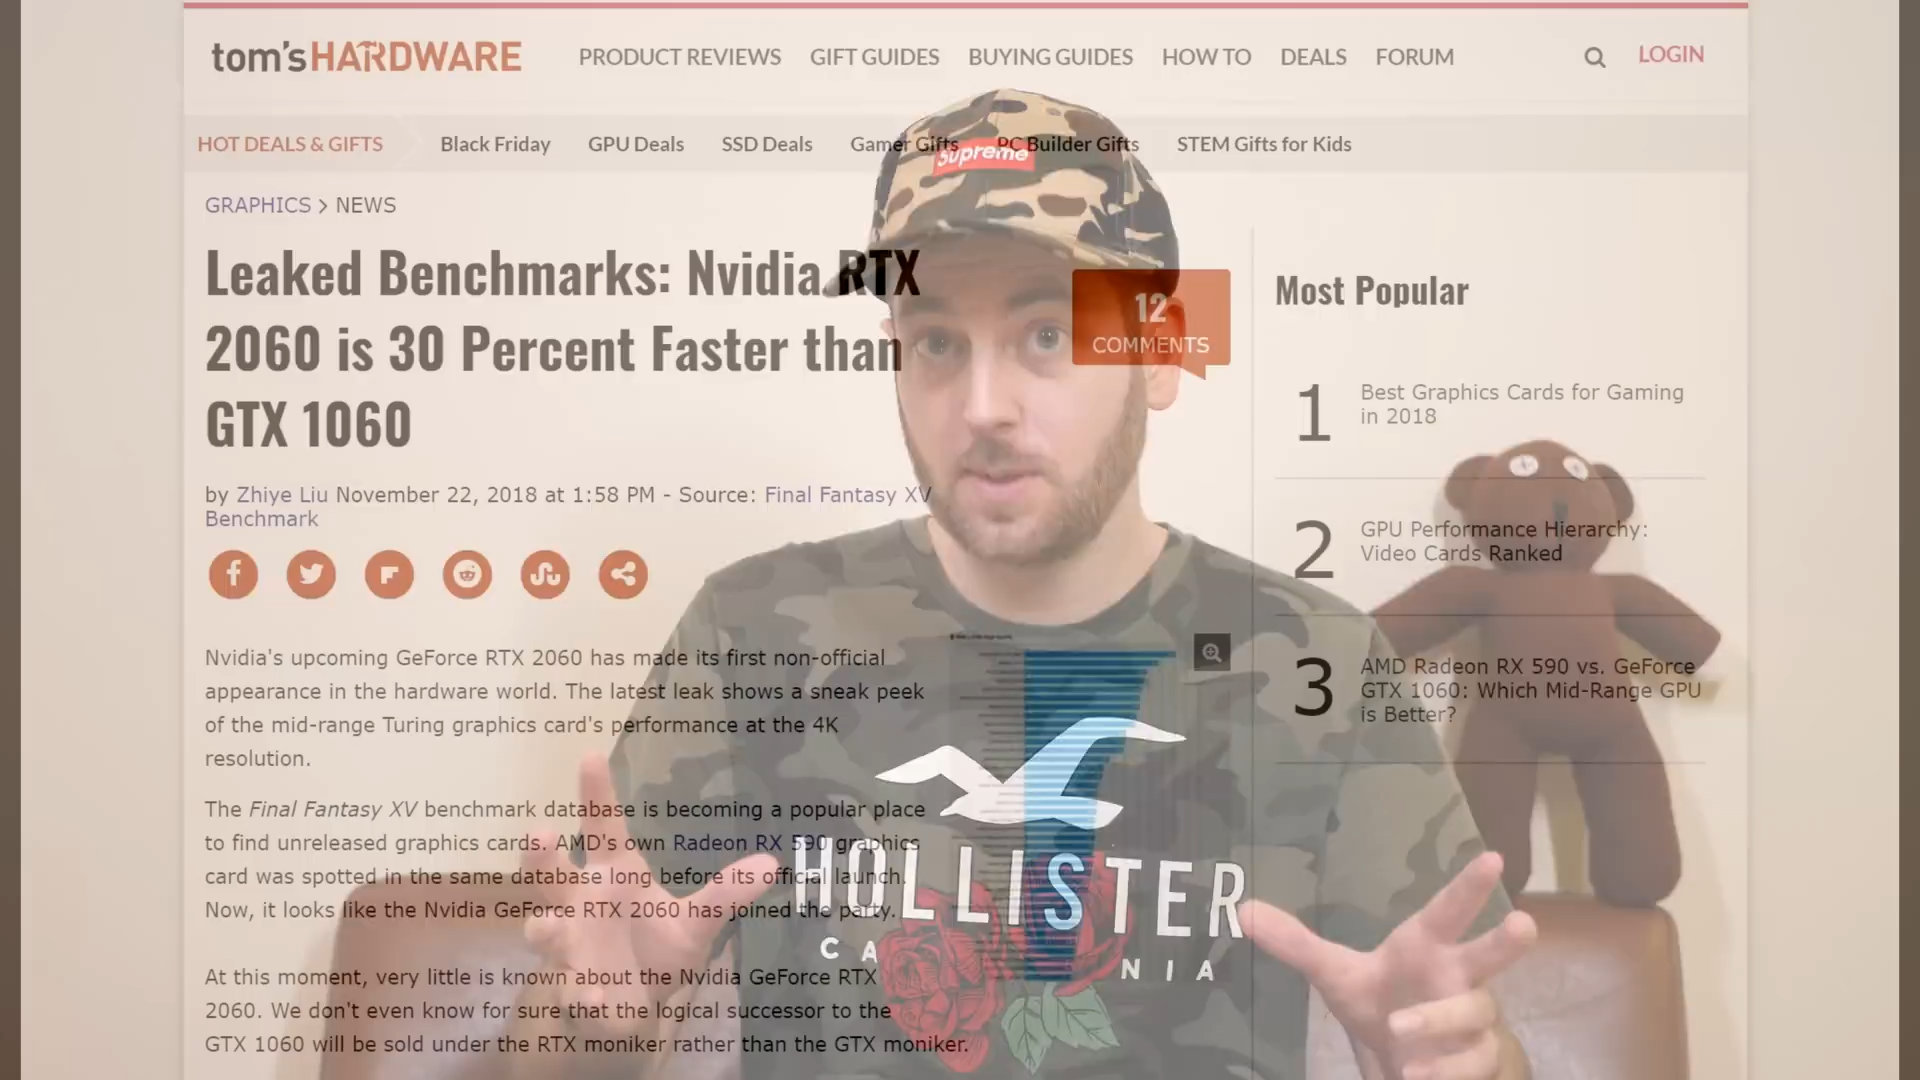 tom'sHARDWARE PRODUCT REVIEWS GIFT GUIDES BUYING GUIDES HOW TO DEALS FORUM LOGIN
HOT DEALS & GIFTS Black Friday GPU Deals SSD Deals Gamer Gifts PC Builder Gifts STEM Gifts for Kids
Supreme
GRAPHICS > NEWS
Leaked Benchmarks: Nvidia RTX
2060 is 30 Percent Faster than
GTX 1060
12
COMMENTS
by Zhiye Liu November 22, 2018 at 1:58 PM - Source: Final Fantasy XV
Benchmark
Nvidia's upcoming GeForce RTX 2060 has made its first non-official
appearance in the hardware world. The latest leak shows a sneak peek
of the mid-range Turing graphics card's performance at the 4K
resolution.
The Final Fantasy XV benchmark database is becoming a popular place
to find unreleased graphics cards. AMD's own Radeon RX 590 graphics
card was spotted in the same database long before its official launch.
Now, it looks like the Nvidia GeForce RTX 2060 has joined the party.
At this moment, very little is known about the Nvidia GeForce RTX
2060. We don't even know for sure that the logical successor to the
GTX 1060 will be sold under the RTX moniker rather than the GTX moniker.
HOLLISTER
CA NIA
Most Popular
1 Best Graphics Cards for Gaming
in 2018
2 GPU Performance Hierarchy:
Video Cards Ranked
3 AMD Radeon RX 590 vs. GeForce
GTX 1060: Which Mid-Range GPU
is Better?